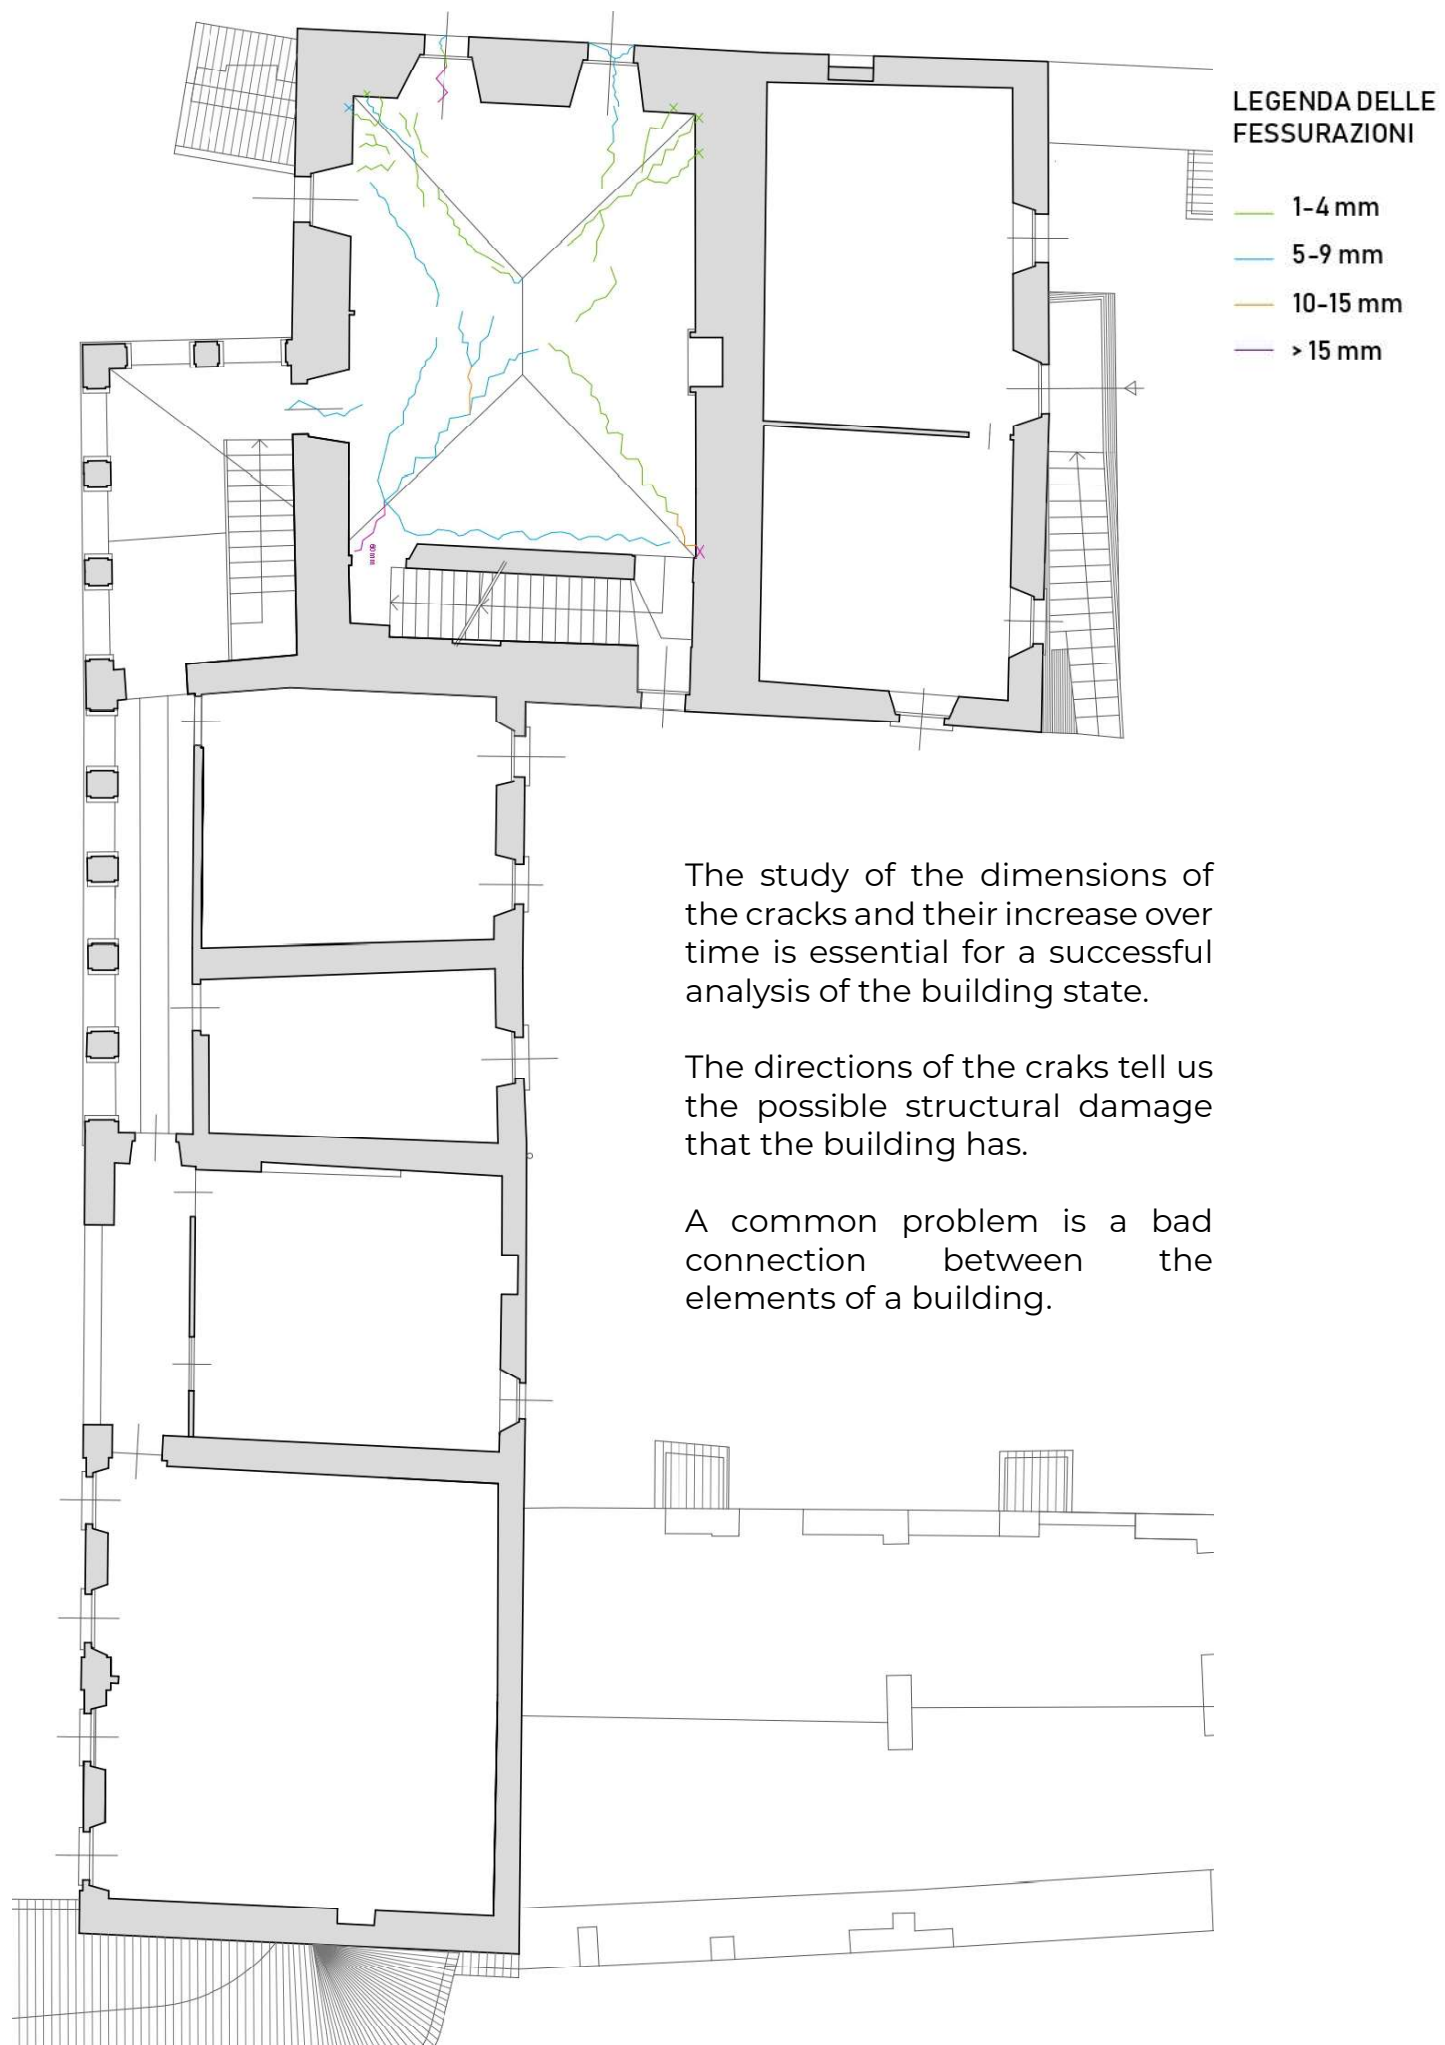 LEGENDA DELLE
FESSURAZIONI
1-4 mm
5-9 mm
10-15 mm
> 15 mm
60 mm
The study of the dimensions of
the cracks and their increase over
time is essential for a successful
analysis of the building state.
The directions of the craks tell us
the possible structural damage
that the building has.
A common problem is a bad
connection between the
elements of a building.